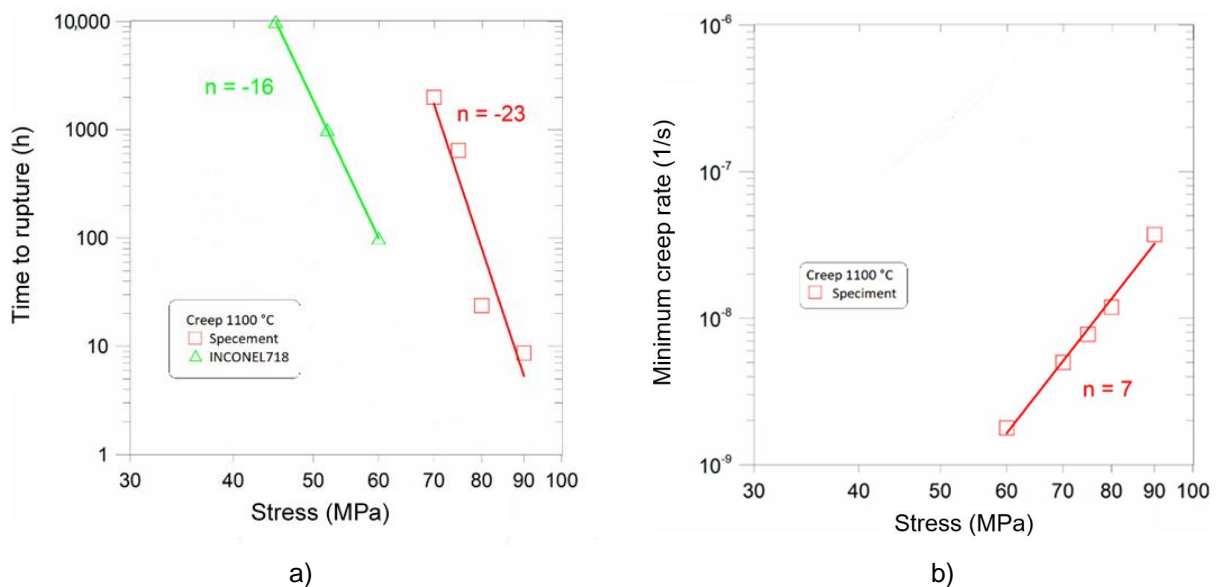 10,000
1000
100
10
1
Time to rupture (h)
n = -16
n = -23
Creep 1100 °C
Specement
INCONEL718
30 40 50 60 70 80 90 100
Stress (MPa)
a)
10-6
10-7
10-8
10-9
Minimum creep rate (1/s)
Creep 1100 °C
Speciment
n = 7
30 40 50 60 70 80 90 100
Stress (MPa)
b)